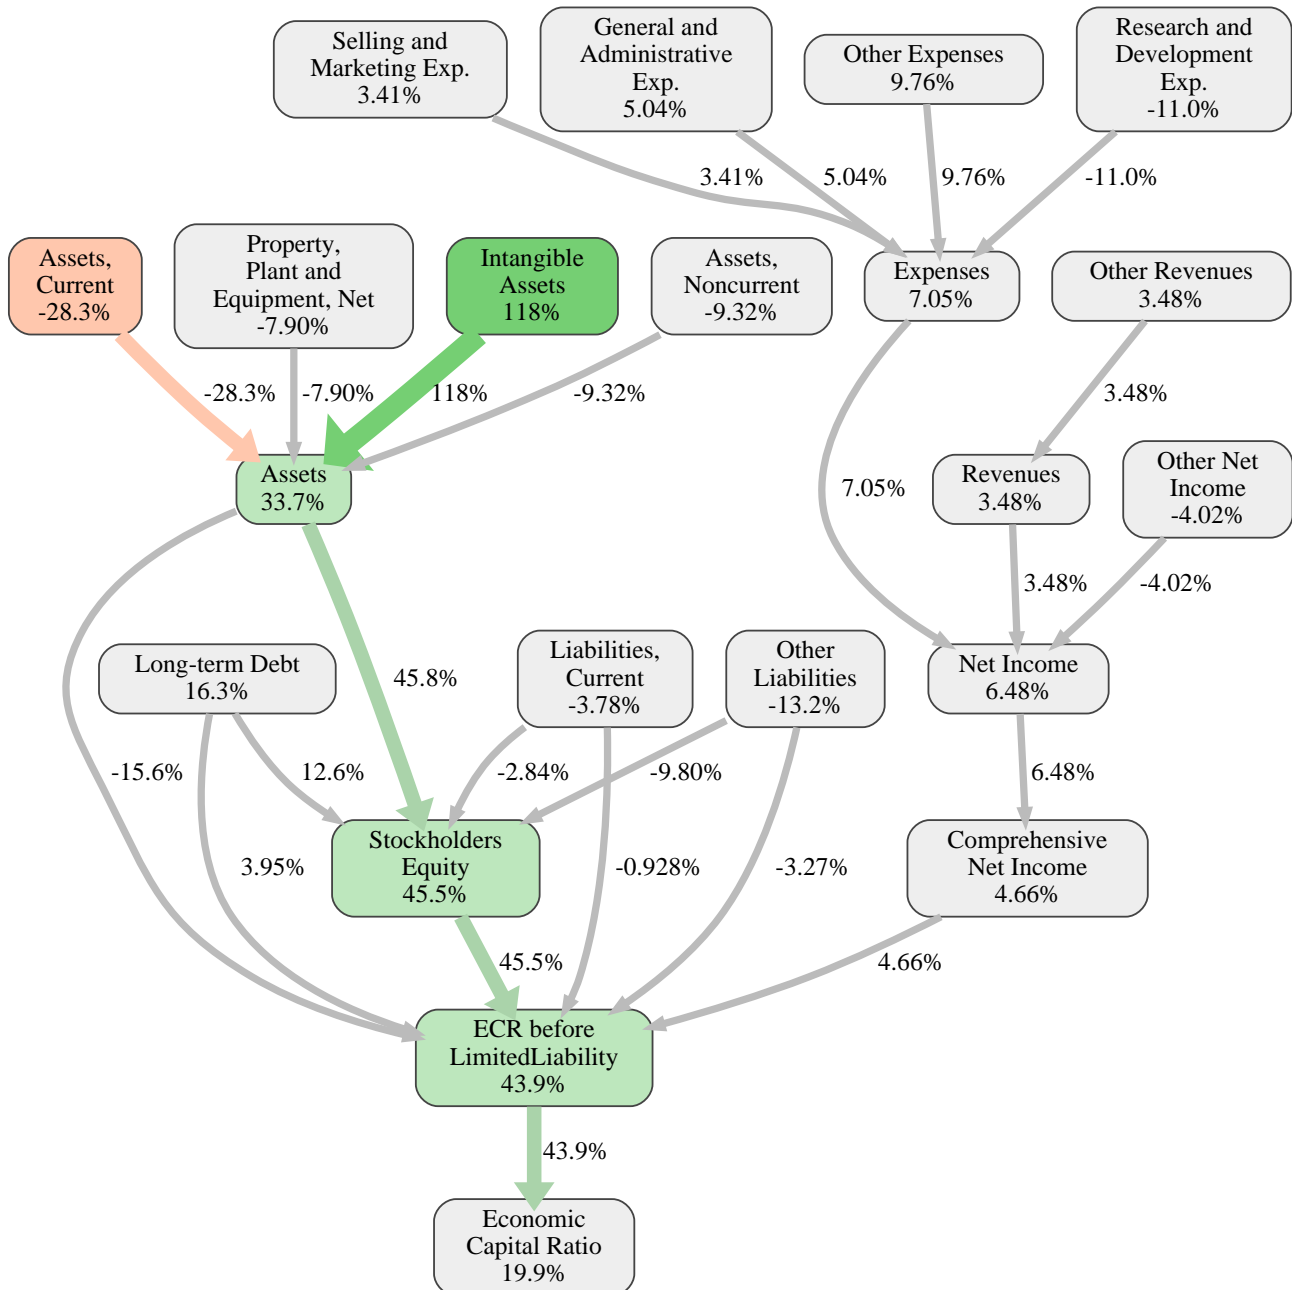 Selling and
Marketing Exp.
3.41%
General and
Administrative
Exp.
5.04%
Other Expenses
9.76%
Research and
Development
Exp.
-11.0%
3.41%
5.04%
9.76%
-11.0%
Assets,
Current
-28.3%
Property,
Plant and
Equipment, Net
-7.90%
Intangible
Assets
118%
Assets,
Noncurrent
-9.32%
Expenses
7.05%
Other Revenues
3.48%
-28.3%
-7.90%
118%
-9.32%
3.48%
Assets
33.7%
7.05%
Revenues
3.48%
Other Net
Income
-4.02%
3.48%
-4.02%
Long-term Debt
16.3%
45.8%
Liabilities,
Current
-3.78%
Other
Liabilities
-13.2%
Net Income
6.48%
-15.6%
12.6%
-2.84%
-9.80%
6.48%
Stockholders
Equity
45.5%
3.95%
-0.928%
-3.27%
Comprehensive
Net Income
4.66%
45.5%
4.66%
ECR before
LimitedLiability
43.9%
43.9%
Economic
Capital Ratio
19.9%